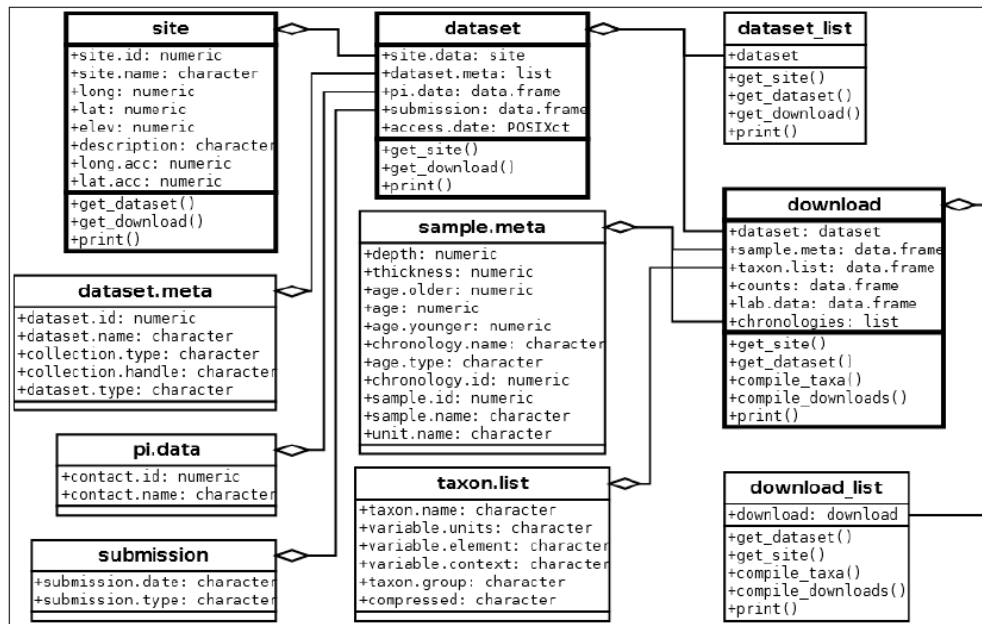 site
+site.id: numeric
+site.name: character
+long: numeric
+lat: numeric
+elev: numeric
+description: character
+long.acc: numeric
+lat.acc: numeric
+get_dataset()
+get_download()
+print()
dataset
+site.data: site
+dataset.meta: list
+pi.data: data.frame
+submission: data.frame
+access.date: POSIXct
+get_site()
+get_download()
+print()
dataset_list
+dataset
+get_site()
+get_dataset()
+get_download()
+print()
dataset.meta
+dataset.id: numeric
+dataset.name: character
+collection.type: character
+collection.handle: character
+dataset.type: character
sample.meta
+depth: numeric
+thickness: numeric
+age.older: numeric
+age: numeric
+age.younger: numeric
+chronology.name: character
+age.type: character
+chronology.id: numeric
+sample.id: numeric
+sample.name: character
+unit.name: character
download
+dataset: dataset
+sample.meta: data.frame
+taxon.list: data.frame
+counts: data.frame
+lab.data: data.frame
+chronologies: list
+get_site()
+get_dataset()
+compile_taxa()
+compile_downloads()
+print()
pi.data
+contact.id: numeric
+contact.name: character
submission
+submission.date: character
+submission.type: character
taxon.list
+taxon.name: character
+variable.units: character
+variable.element: character
+variable.context: character
+taxon.group: character
+compressed: character
download_list
+download: download
+get_dataset()
+get_site()
+compile_taxa()
+compile_downloads()
+print()